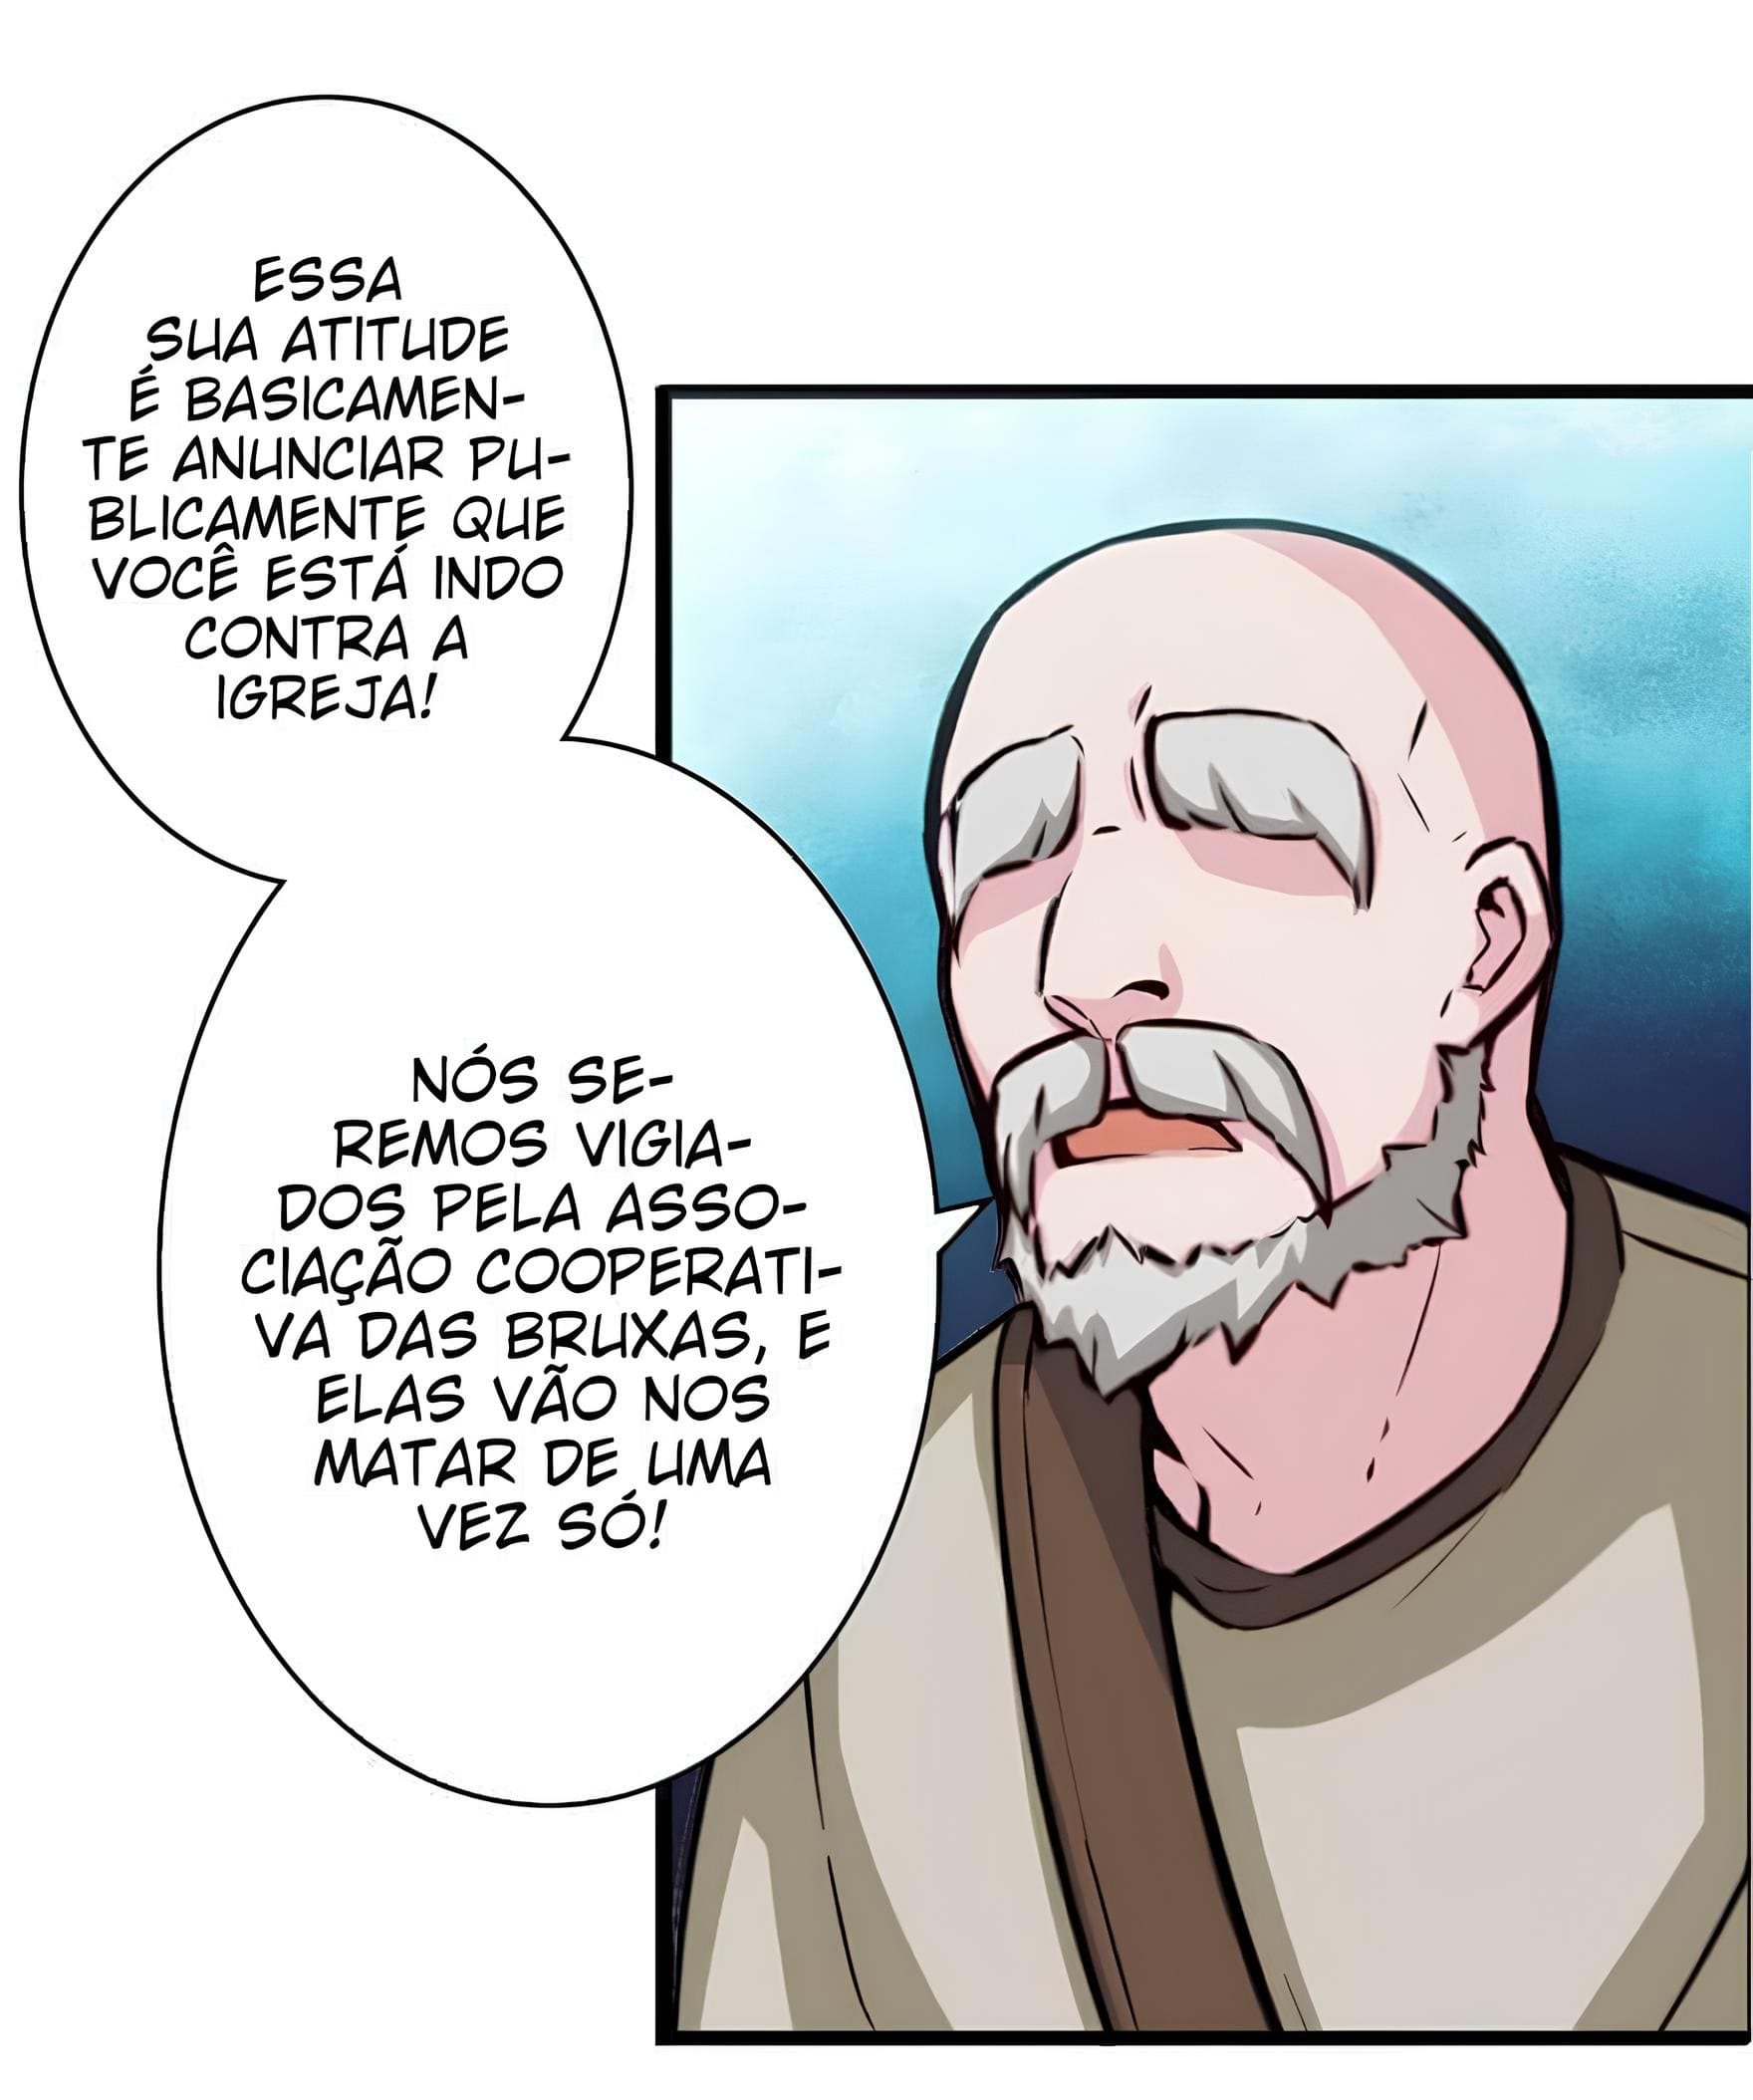 ESSA
SUA ATITUDE
É BASICAMEN-
TE ANUNCIAR PU-
BLICAMENTE QUE
VOCÊ ESTÁ INDO
CONTRA A
IGREJA!
NÓS SE-
REMOS VIGIA-
DOS PELA ASSO-
CIAÇÃO COOPERATI-
VA DAS BRUXAS, E
ELAS VÃO NOS
MATAR DE UMA
VEZ SÓ!